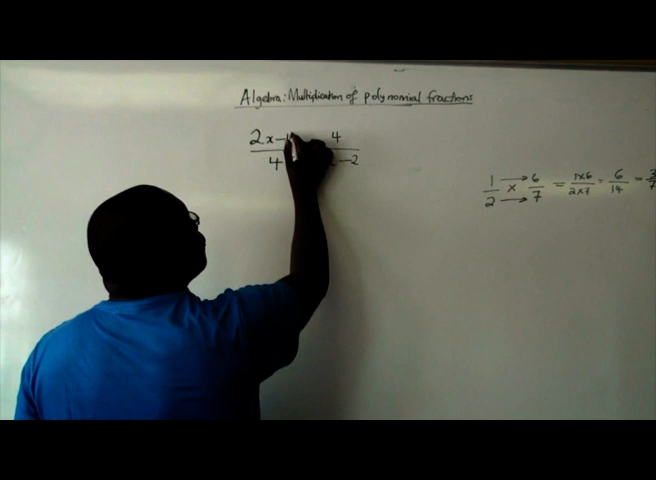 Algebra: Multiplication of polynomial fractions
2x- 4
4 -2
1/2 x 6/7 = 1x6/2x7 = 6/14 = 3/7